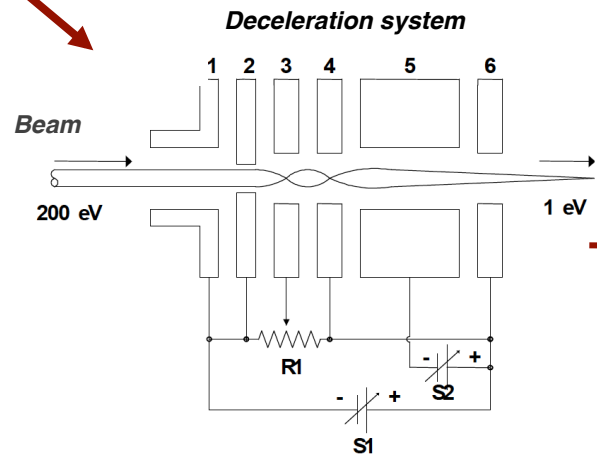 Deceleration system
1 2 3 4 5 6
Beam
200 eV
1 eV
R1
- +
S2
- +
S1